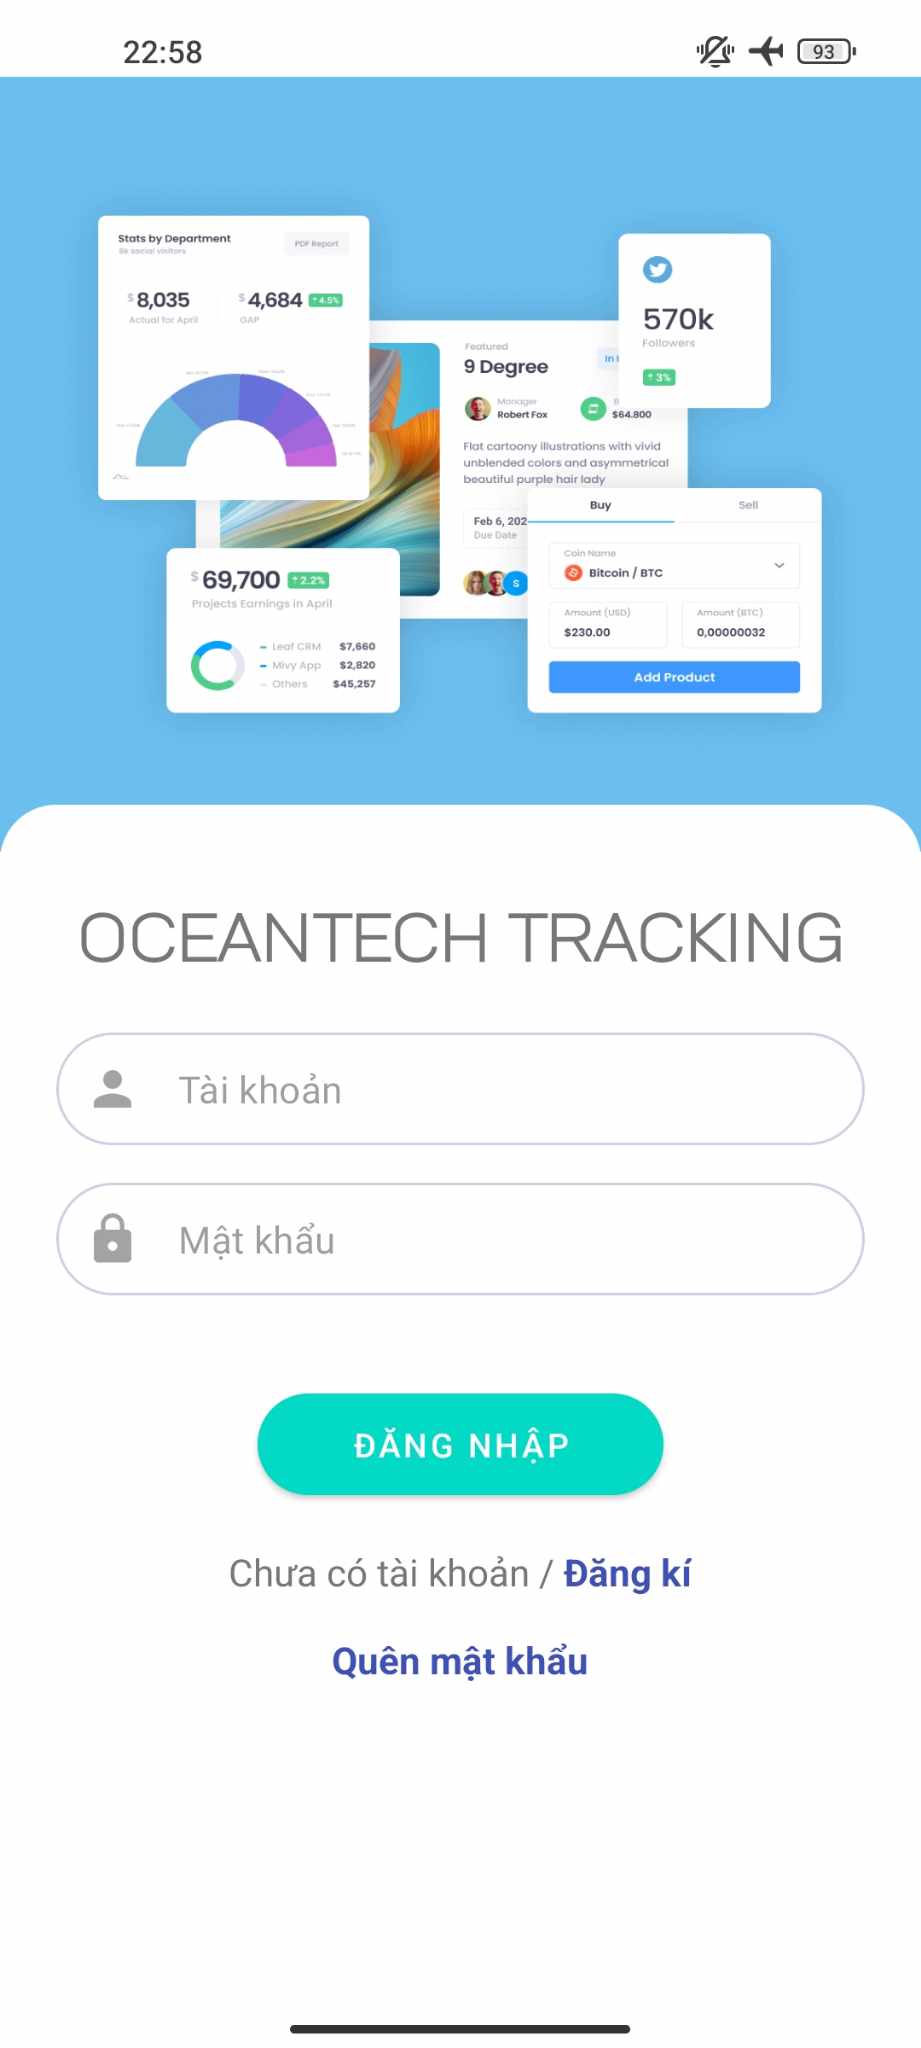 22:58
93
Stats by Department
8k social visitors
PDF Report
$8,035
Actual for April
$4,684
↑4.5%
GAP
570k
Followers
↑3%
Featured
9 Degree
In
Manager
Robert Fox
$64.800
Flat cartoony illustrations with vivid
unblended colors and asymmetrical
beautiful purple hair lady
Feb 6, 202
Due Date
S
$69,700
↑2.2%
Projects Earnings in April
Leaf CRM $7,660
Mivy App $2,820
Others $45,257
Buy
Sell
Coin Name
Bitcoin / BTC
Amount (USD)
$230.00
Amount (BTC)
0,00000032
Add Product
OCEANTECH TRACKING
Tài khoản
Mật khẩu
ĐĂNG NHẬP
Chưa có tài khoản / Đăng kí
Quên mật khẩu